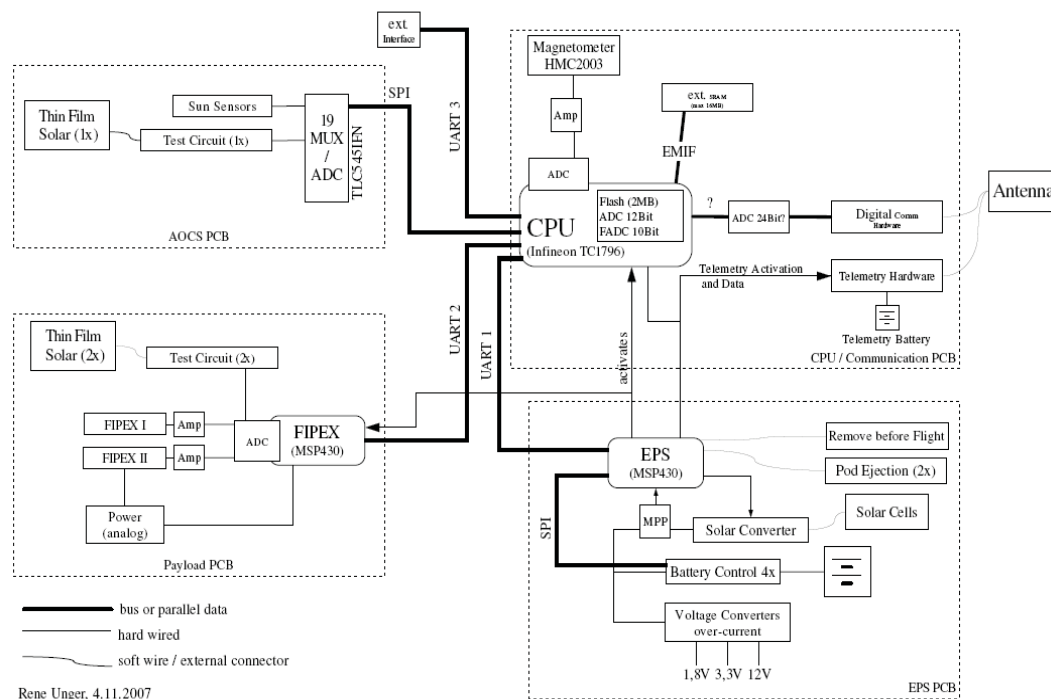 ext.
Interface
Magnetometer
HMC2003
Amp
ADC
ext. SRAM
(max 16MB)
EMIF
SPI
UART 3
Thin Film
Solar (1x)
Sun Sensors
Test Circuit (1x)
19
MUX
/
ADC
TLC545IFN
AOCS PCB
CPU
(Infineon TC1796)
Flash (2MB)
ADC 12Bit
FADC 10Bit
?
ADC 24Bit?
Digital Comm
Hardware
Antenna
Telemetry Activation
and Data
Telemetry Hardware
Telemetry Battery
CPU / Communication PCB
Thin Film
Solar (2x)
Test Circuit (2x)
FIPEX I
Amp
FIPEX II
Amp
ADC
FIPEX
(MSP430)
Power
(analog)
Payload PCB
UART 2
UART 1
activates
EPS
(MSP430)
Remove before Flight
Pod Ejection (2x)
SPI
MPP
Solar Converter
Solar Cells
Battery Control 4x
Voltage Converters
over-current
1,8V 3,3V 12V
EPS PCB
bus or parallel data
hard wired
soft wire / external connector
Rene Unger, 4.11.2007